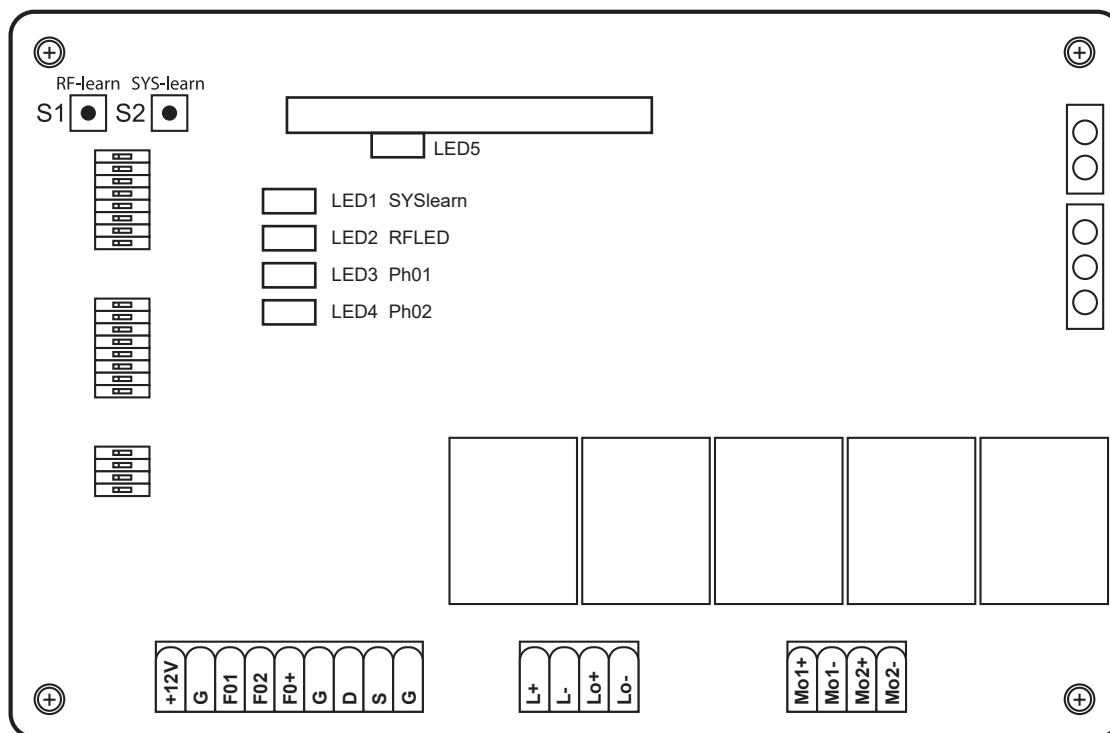 RF-learn SYS-learn
S1 S2
LED5
LED1 SYSlearn
LED2 RFLED
LED3 Ph01
LED4 Ph02
+12V G F01 F02 F0+ G D S G
L+ L- Lo+ Lo-
Mo1+ Mo1- Mo2+ Mo2-